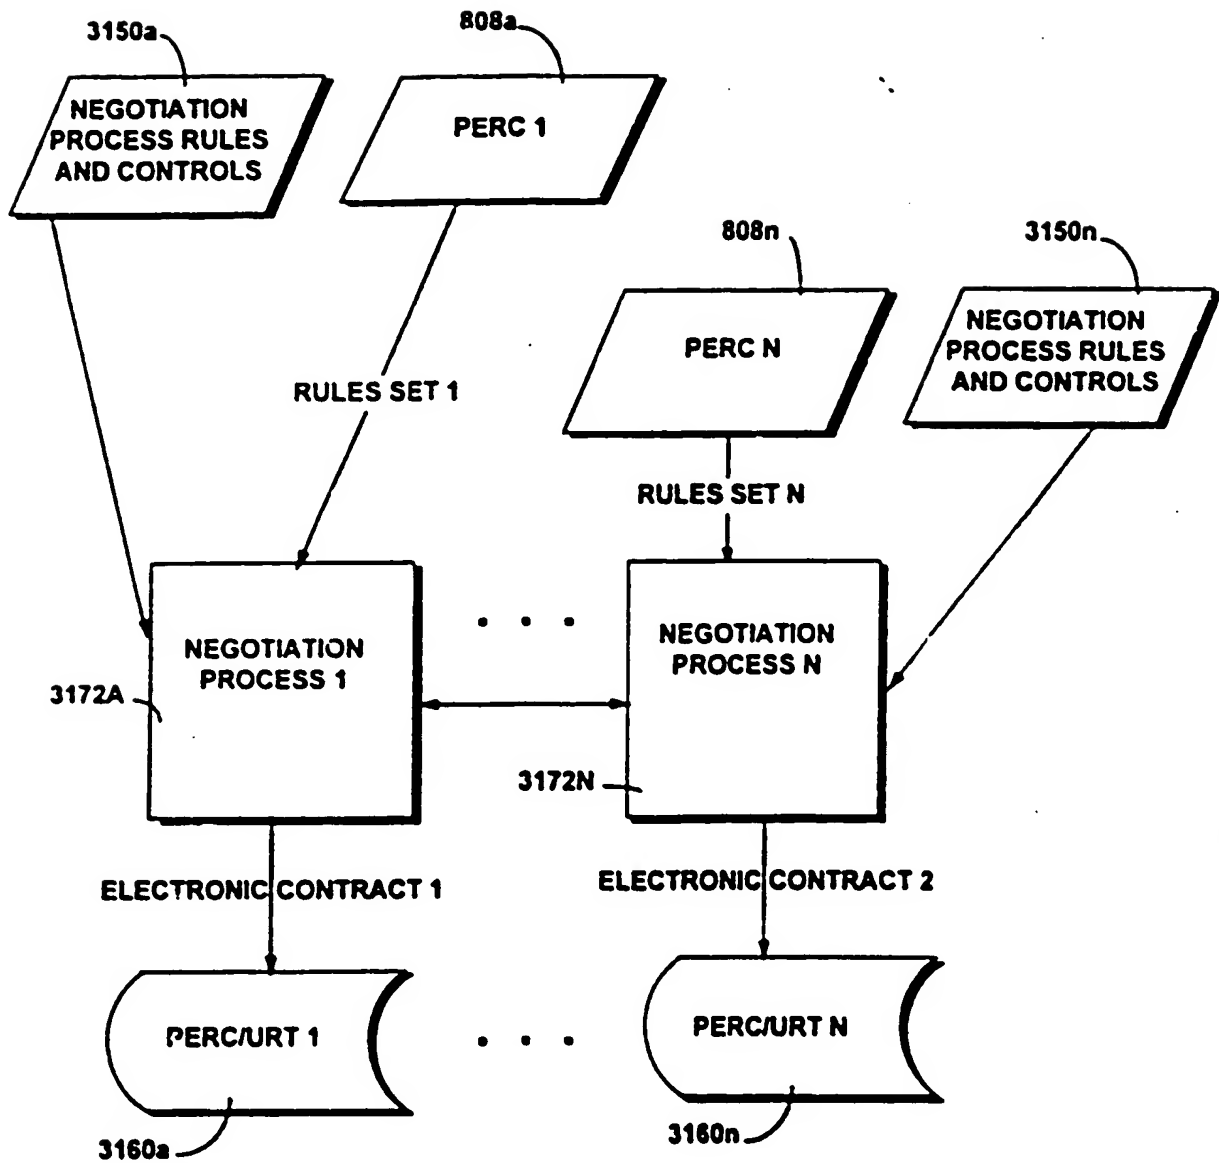 3150a
808a
NEGOTIATION
PROCESS RULES
AND CONTROLS
PERC 1
808n
3150n
PERC N
NEGOTIATION
PROCESS RULES
AND CONTROLS
RULES SET 1
RULES SET N
NEGOTIATION
PROCESS 1
NEGOTIATION
PROCESS N
3172A
3172N
ELECTRONIC CONTRACT 1
ELECTRONIC CONTRACT 2
PERC/URT 1
PERC/URT N
3160a
3160n